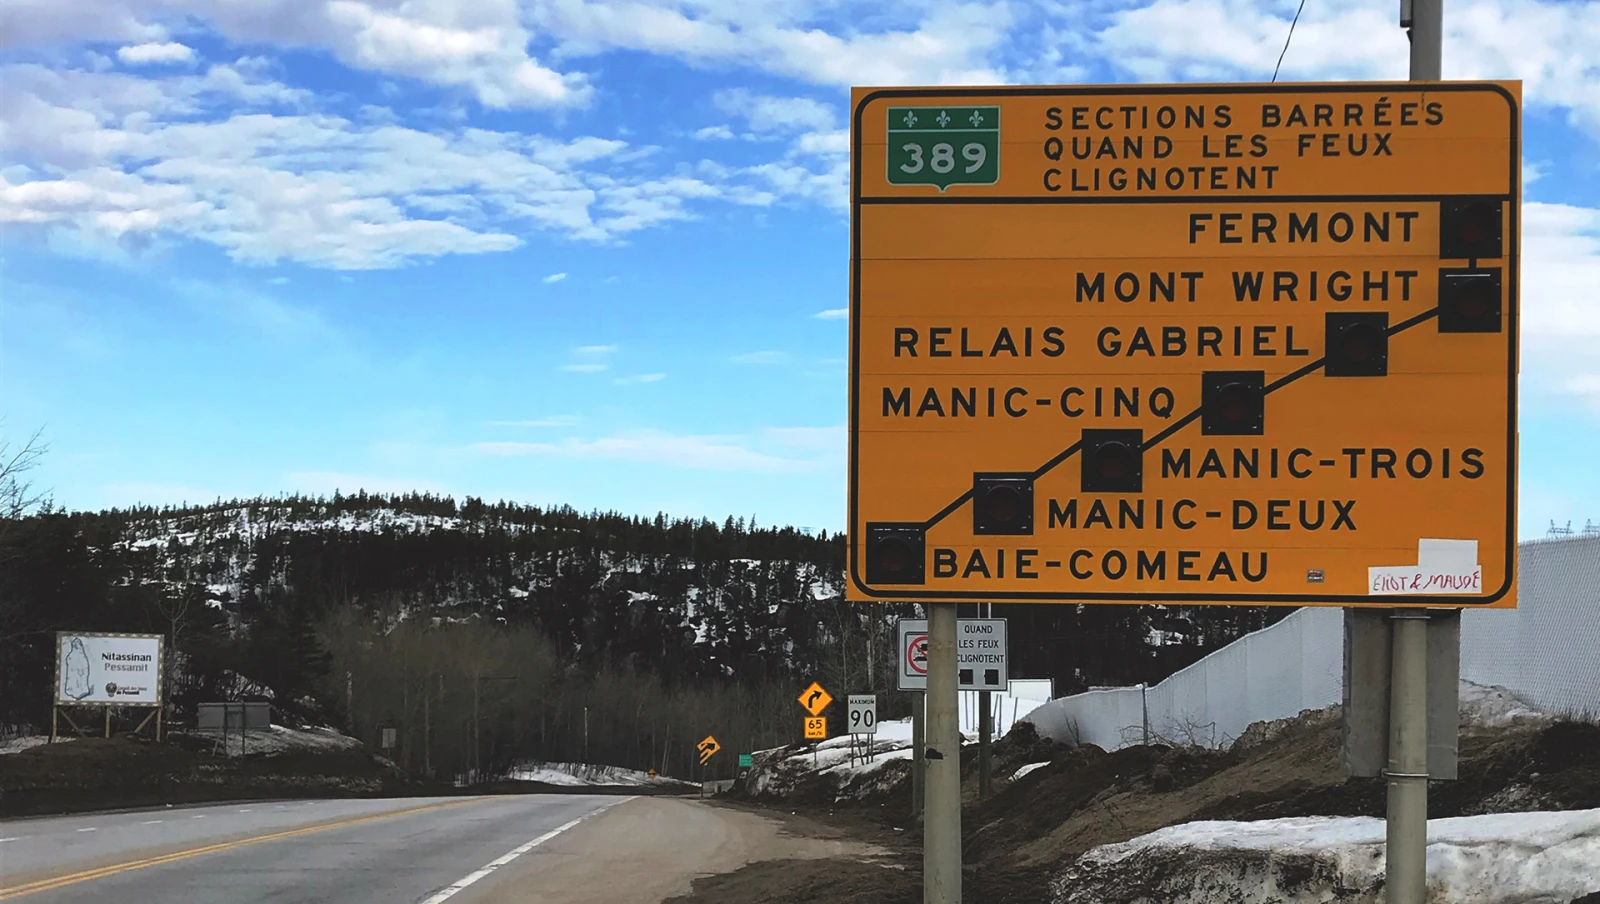 389
SECTIONS BARRÉES
QUAND LES FEUX
CLIGNOTENT
FERMONT
MONT WRIGHT
RELAIS GABRIEL
MANIC-CINQ
MANIC-TROIS
MANIC-DEUX
BAIE-COMEAU
QUAND
LES FEUX
CLIGNOTENT
MAXIMUM
90
65
km/h
Nitassinan
Pessamit